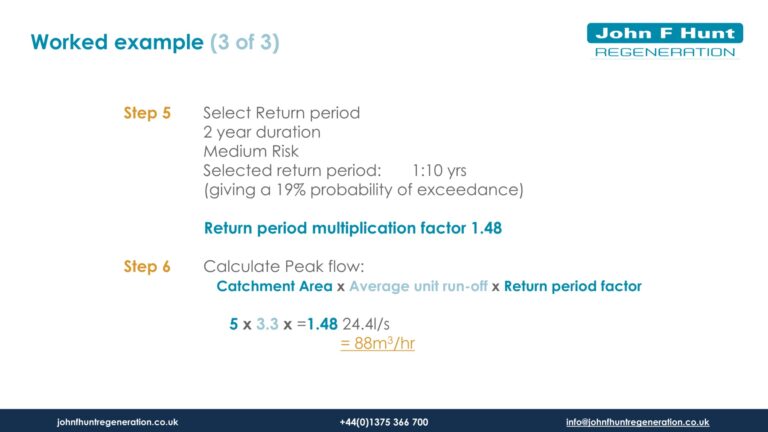 Worked example (3 of 3)
John F Hunt
REGENERATION
Step 5 Select Return period
2 year duration
Medium Risk
Selected return period: 1:10 yrs
(giving a 19% probability of exceedance)
Return period multiplication factor 1.48
Step 6 Calculate Peak flow:
Catchment Area x Average unit run-off x Return period factor
5 x 3.3 x =1.48 24.4l/s
= 88m³/hr
johnfhuntregeneration.co.uk +44(0)1375 366 700 info@johnfhuntregeneration.co.uk